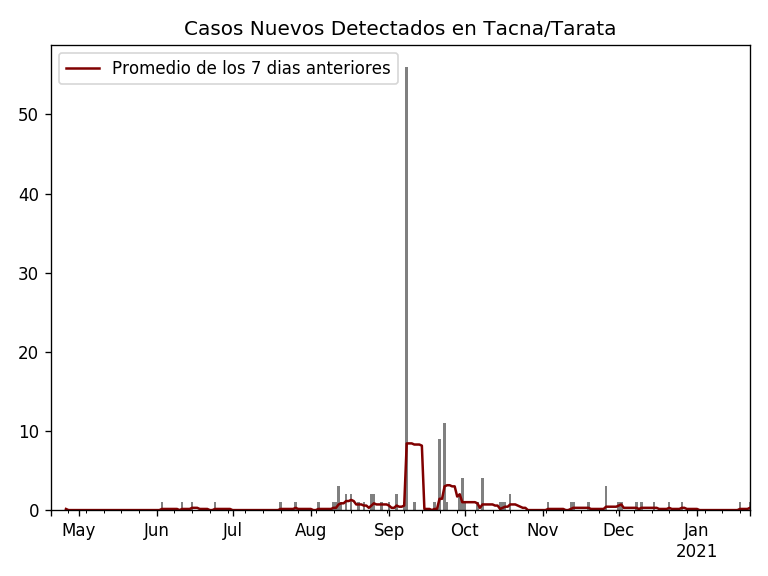 Casos Nuevos Detectados en Tacna/Tarata
Promedio de los 7 dias anteriores
50
40
30
20
10
0
May Jun Jul Aug Sep Oct Nov Dec Jan
2021